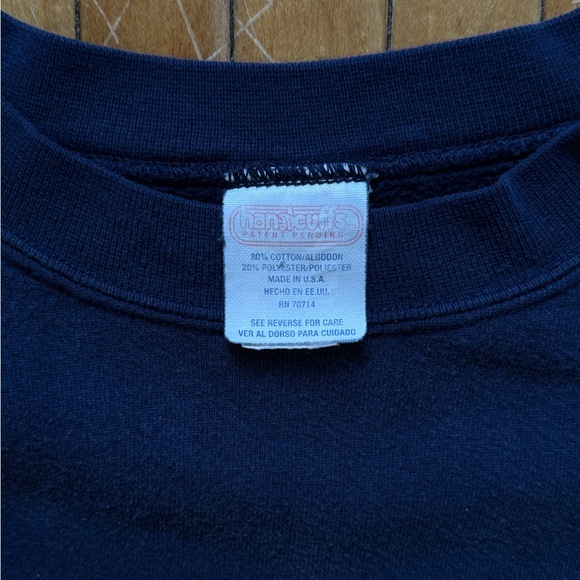 handcuffs
PATENT PENDING
80% COTTON/ALGODON
20% POLYESTER/POLIESTER
MADE IN U.S.A.
HECHO EN EE.UU.
RN 70714
SEE REVERSE FOR CARE
VER AL DORSO PARA CUIDADO